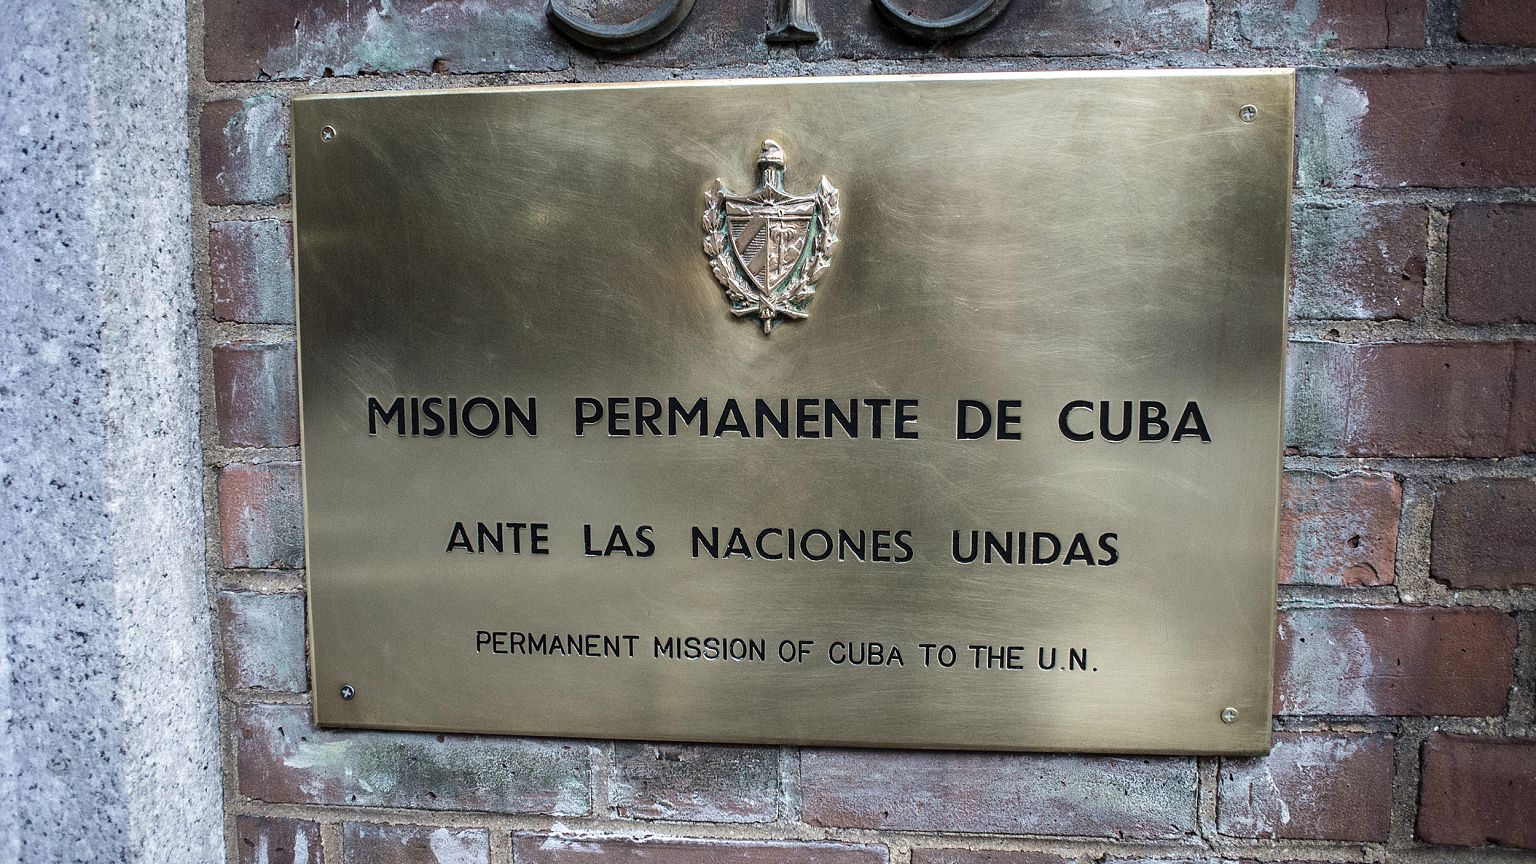 MISION PERMANENTE DE CUBA
ANTE LAS NACIONES UNIDAS
PERMANENT MISSION OF CUBA TO THE U.N.